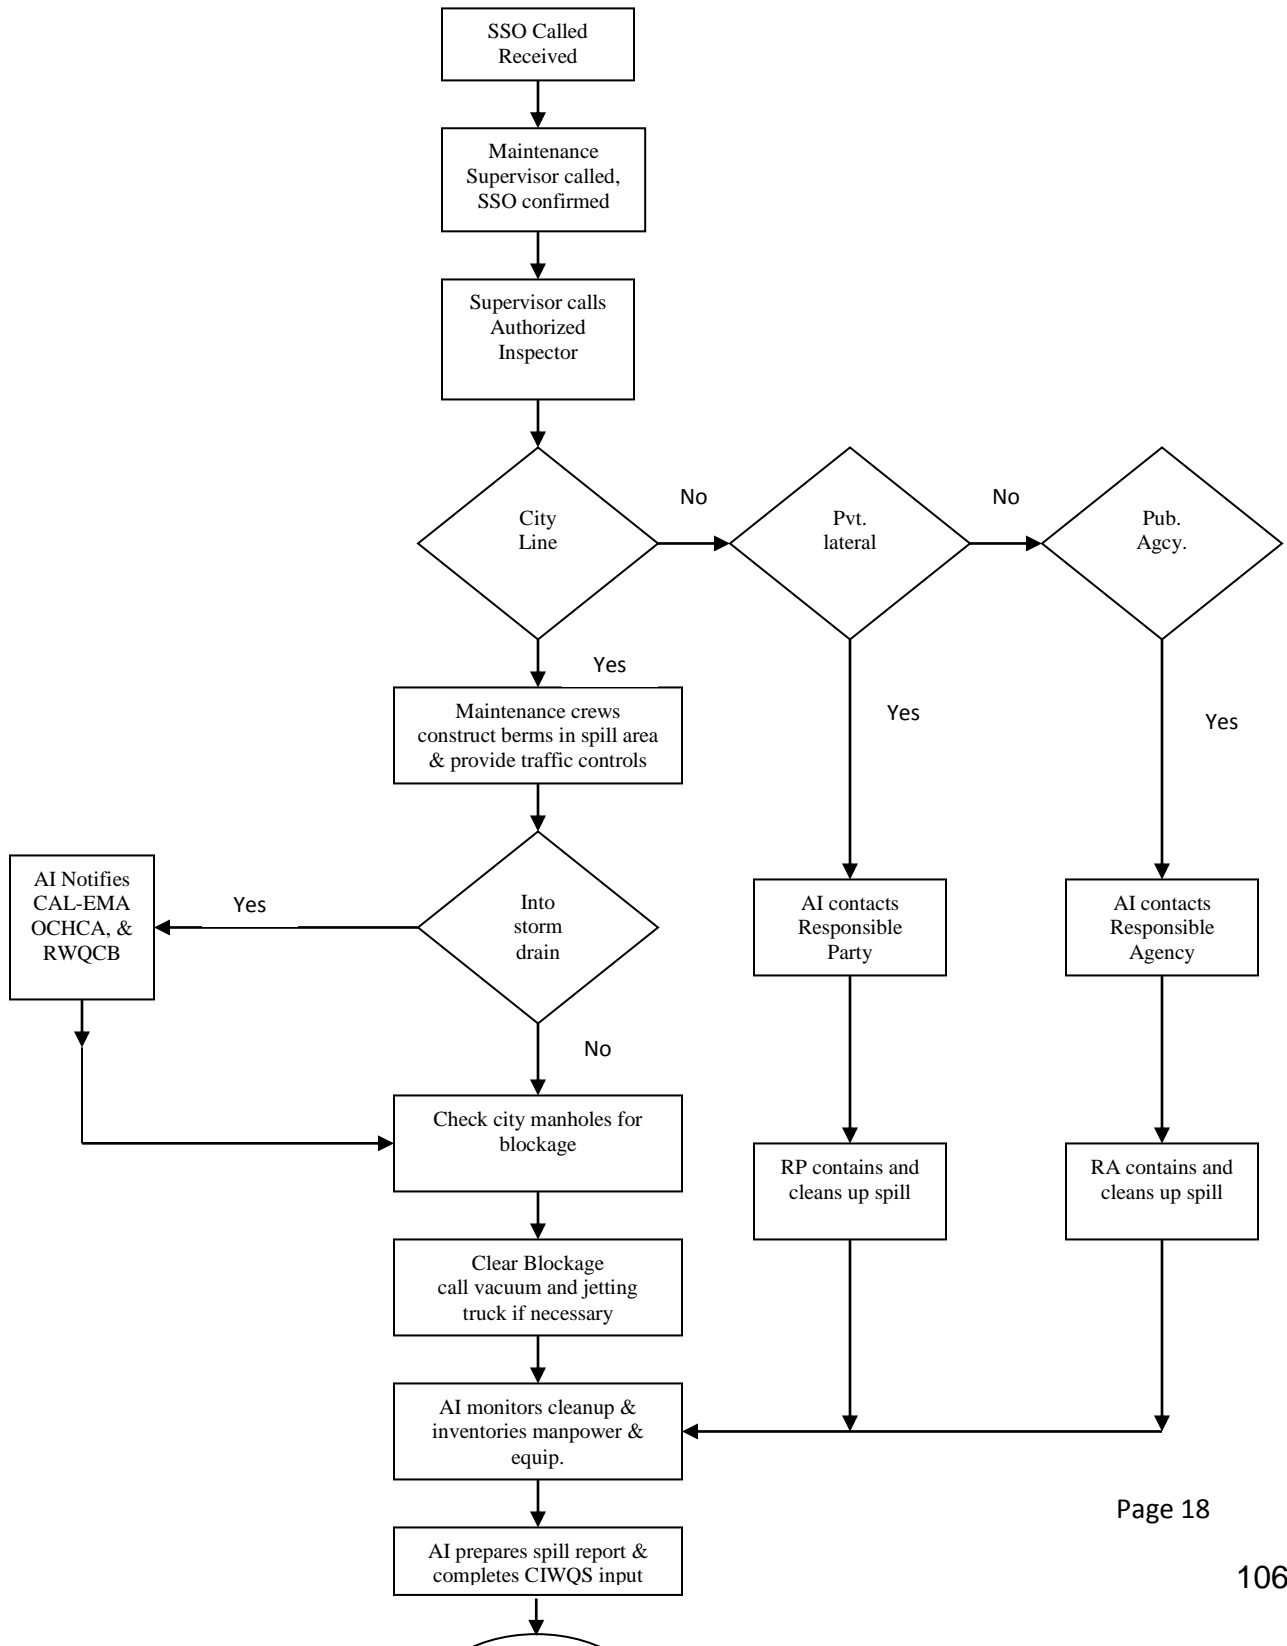 SSO Called
Received
Maintenance
Supervisor called,
SSO confirmed
Supervisor calls
Authorized
Inspector
City
Line
No
Pvt.
lateral
No
Pub.
Agcy.
Yes
Maintenance crews
construct berms in spill area
& provide traffic controls
Yes
Yes
AI Notifies
CAL-EMA
OCHCA, &
RWQCB
Yes
Into
storm
drain
AI contacts
Responsible
Party
AI contacts
Responsible
Agency
No
Check city manholes for
blockage
RP contains and
cleans up spill
RA contains and
cleans up spill
Clear Blockage
call vacuum and jetting
truck if necessary
AI monitors cleanup &
inventories manpower &
equip.
Page 18
AI prepares spill report &
completes CIWQS input
106